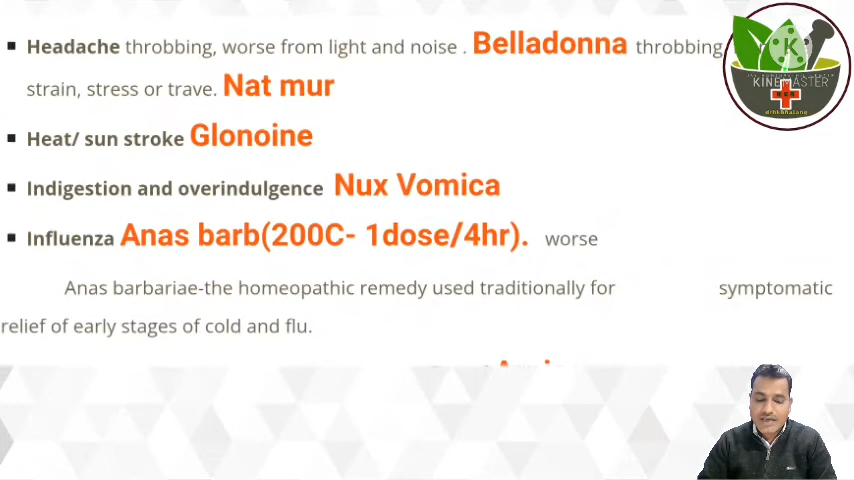 ▪ Headache throbbing, worse from light and noise . Belladonna throbbing
strain, stress or trave. Nat mur
▪ Heat/ sun stroke Glonoine
▪ Indigestion and overindulgence Nux Vomica
▪ Influenza Anas barb(200C- 1dose/4hr). worse
Anas barbariae-the homeopathic remedy used traditionally for symptomatic
relief of early stages of cold and flu.
K
KINEMASTER